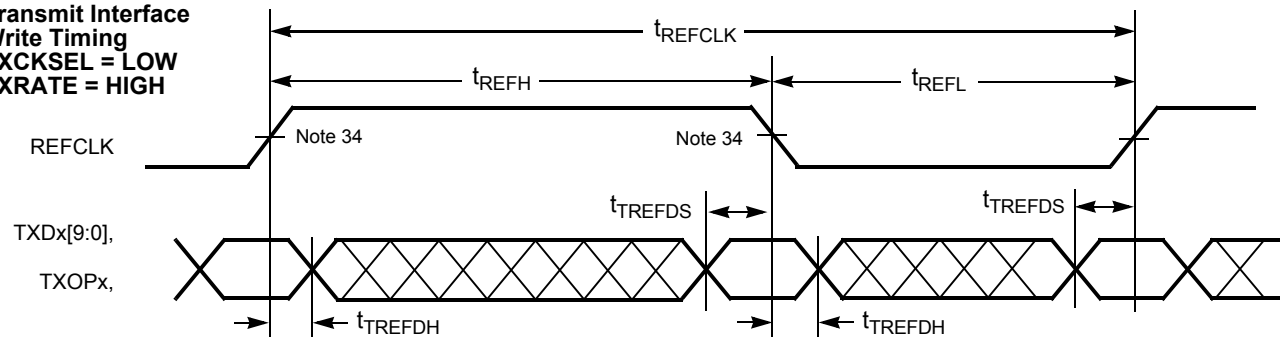 ransmit Interface
Write Timing
XCKSEL = LOW
XRATE = HIGH
tREFCLK
tREFH
tREFL
REFCLK
Note 34
Note 34
tTREFDS
tTREFDS
TXDx[9:0],
TXOPx,
tTREFDH
tTREFDH